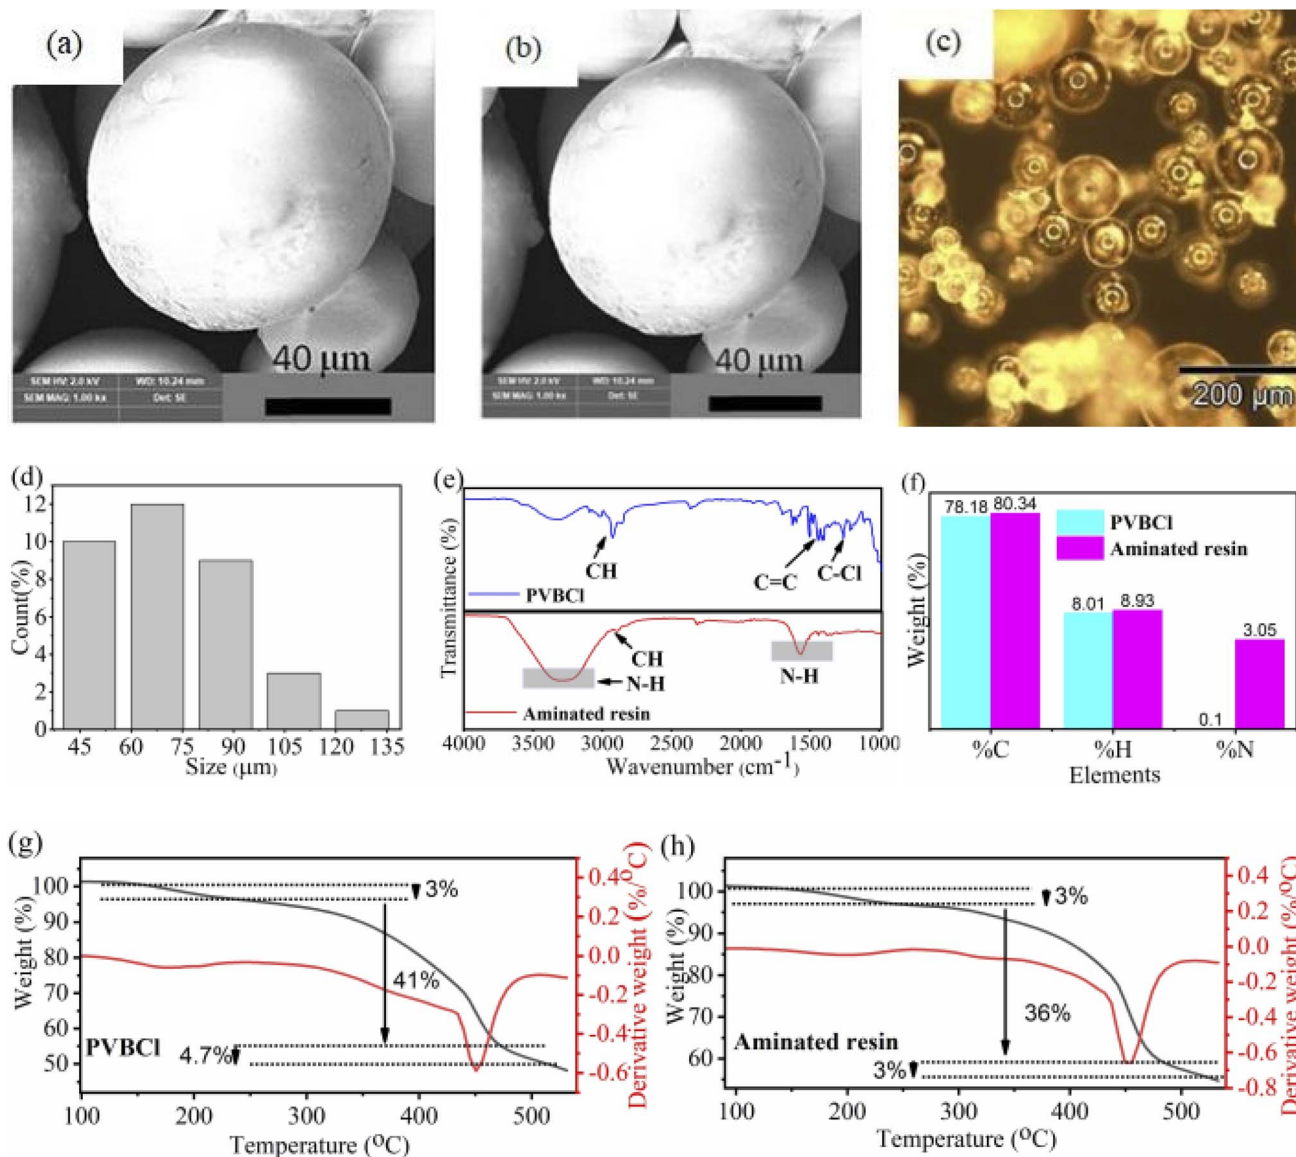 (a)
40 µm
SEM HV: 2.0 kV WD: 10.24 mm
SEM MAG: 1.00 kx Det: SE
(b)
40 µm
SEM HV: 2.0 kV WD: 10.24 mm
SEM MAG: 1.00 kx Det: SE
(c)
200 µm
(d)
12
10
8
6
4
2
0
Count(%)
45 60 75 90 105 120 135
Size (µm)
(e)
Transmittance (%)
CH
C=C
C-Cl
PVBCl
CH
N-H
N-H
Aminated resin
4000 3500 3000 2500 2000 1500 1000
Wavenumber (cm-1)
(f)
Weight (%)
78.18 80.34
PVBCl
Aminated resin
8.01 8.93
3.05
0.1
%C %H %N
Elements
(g)
Weight (%)
100
90
80
70
60
50
3%
41%
4.7%
PVBCl
0.4
0.2
0.0
-0.2
-0.4
-0.6
Derivative weight (%/°C)
100 200 300 400 500
Temperature (°C)
(h)
Weight (%)
100
90
80
70
60
3%
36%
3%
Aminated resin
0.4
0.2
0.0
-0.2
-0.4
-0.6
-0.8
Derivative weight (%/°C)
100 200 300 400 500
Temperature (°C)